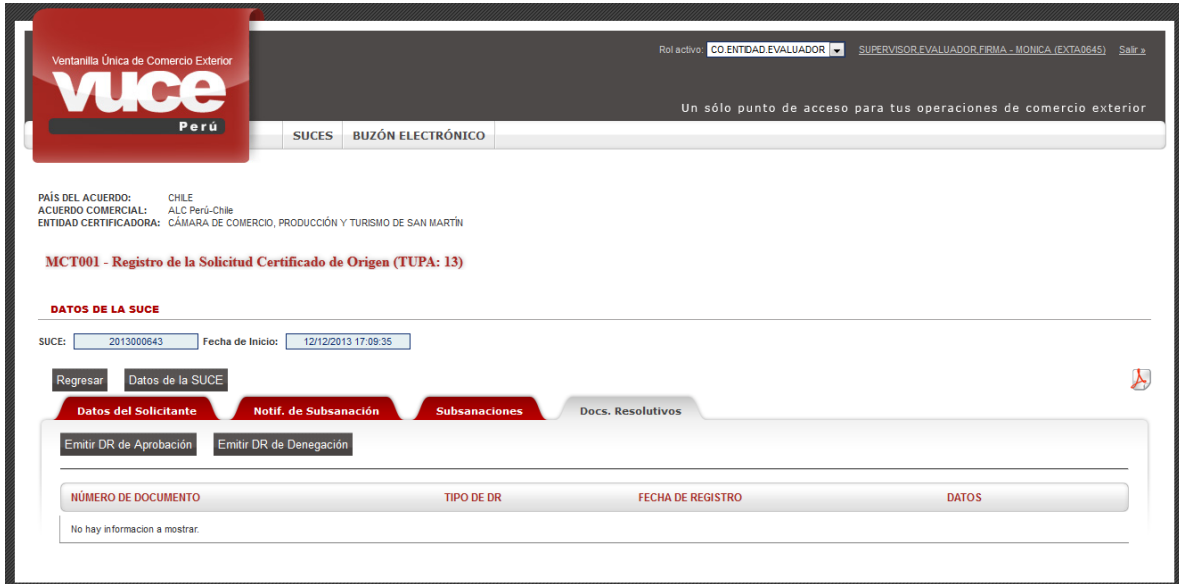 Ventanilla Única de Comercio Exterior
vuce
Perú
Rol activo: CO.ENTIDAD.EVALUADOR SUPERVISOR,EVALUADOR,FIRMA - MONICA (EXTA0645) Salir »
Un sólo punto de acceso para tus operaciones de comercio exterior
SUCES BUZÓN ELECTRÓNICO
PAÍS DEL ACUERDO: CHILE
ACUERDO COMERCIAL: ALC Perú-Chile
ENTIDAD CERTIFICADORA: CÁMARA DE COMERCIO, PRODUCCIÓN Y TURISMO DE SAN MARTÍN
MCT001 - Registro de la Solicitud Certificado de Origen (TUPA: 13)
DATOS DE LA SUCE
SUCE: 2013000643 Fecha de Inicio: 12/12/2013 17:09:35
Regresar Datos de la SUCE
Datos del Solicitante Notif. de Subsanación Subsanaciones Docs. Resolutivos
Emitir DR de Aprobación Emitir DR de Denegación
NÚMERO DE DOCUMENTO TIPO DE DR FECHA DE REGISTRO DATOS
No hay informacion a mostrar.